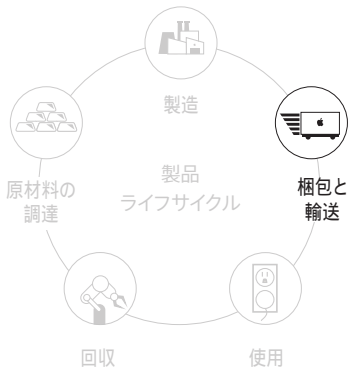 製造
梱包と
輸送
原材料の
調達
製品
ライフサイクル
回収
使用